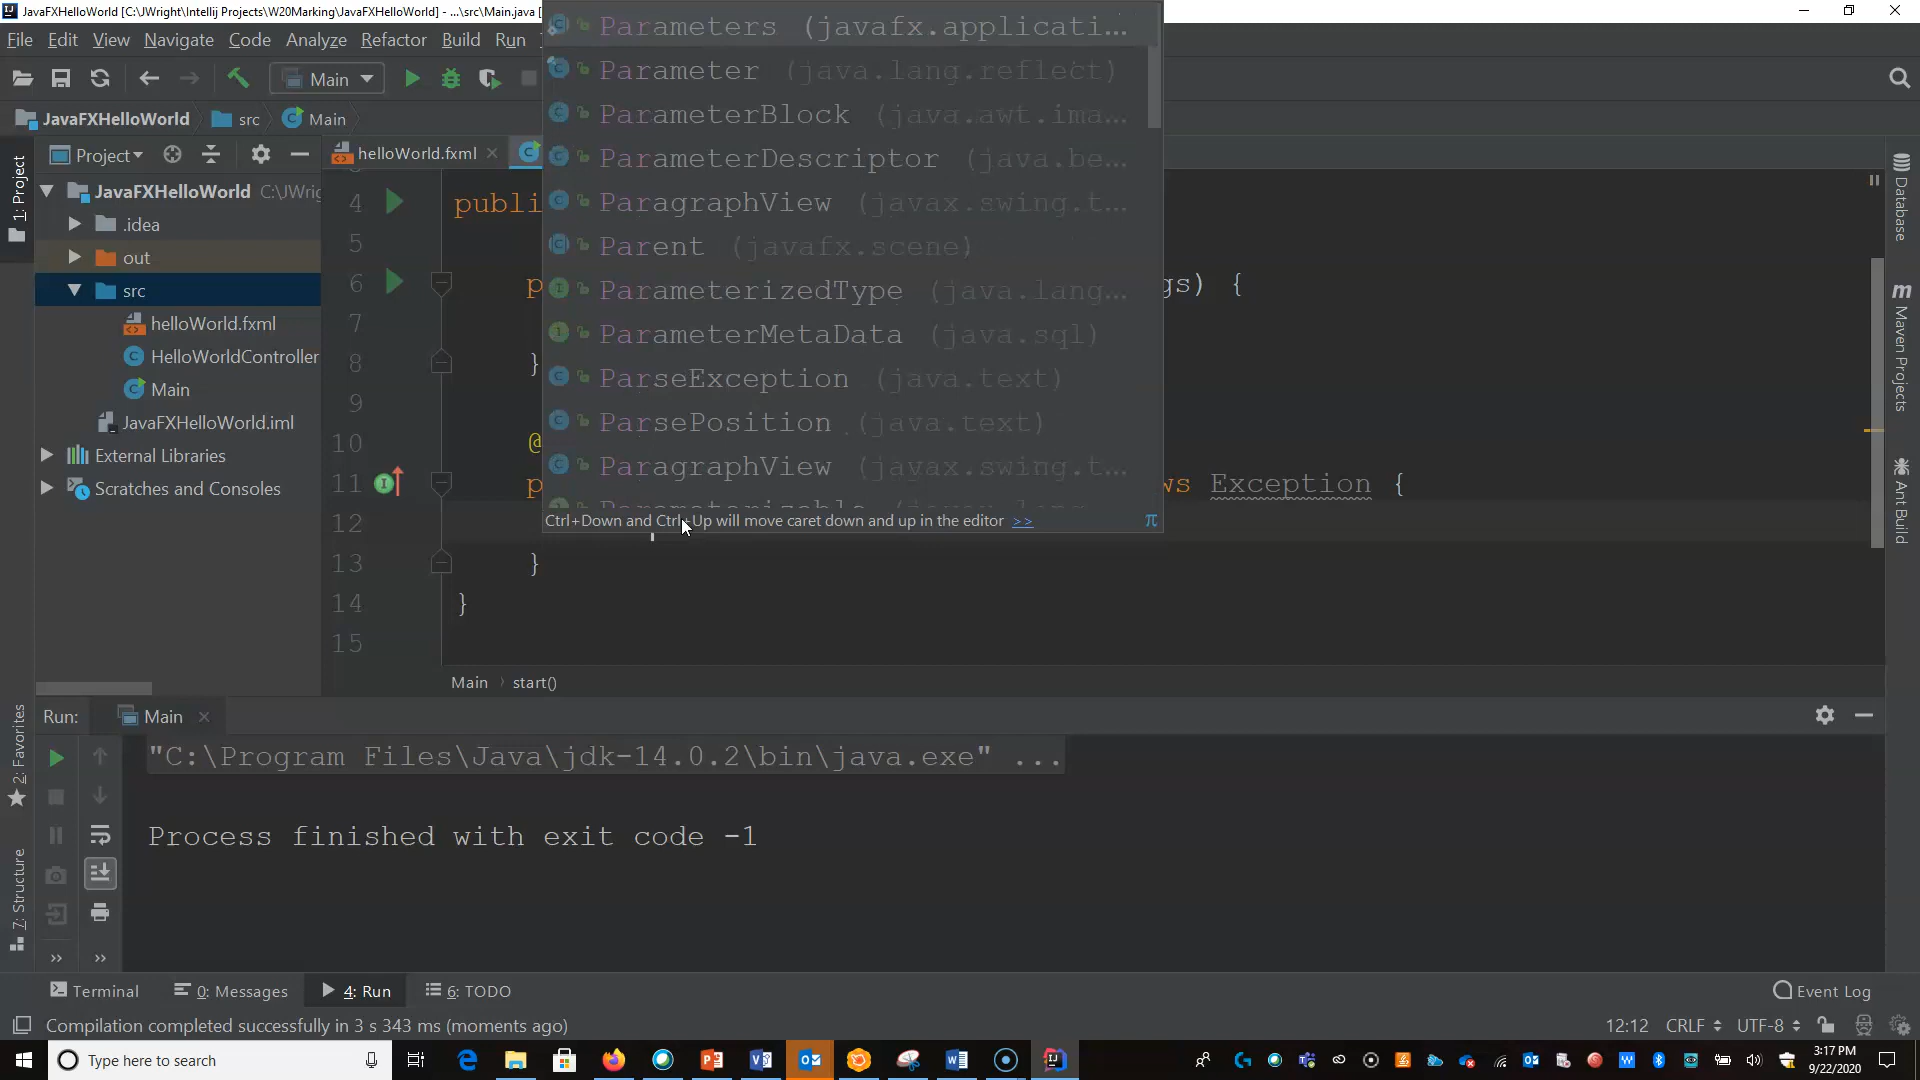 JavaFXHelloWorld [C:\JWright\Intellij Projects\W20Marking\JavaFXHelloWorld] - ...\src\Main.java [
File Edit View Navigate Code Analyze Refactor Build Run
Main
JavaFXHelloWorld src Main
Project
helloWorld.fxml
1: Project
JavaFXHelloWorld C:\JWrig
.idea
out
src
helloWorld.fxml
HelloWorldController
Main
JavaFXHelloWorld.iml
External Libraries
Scratches and Consoles
Parameters (javafx.applicati...
Parameter (java.lang.reflect)
ParameterBlock (java.awt.ima...
ParameterDescriptor (java.be...
ParagraphView (javax.swing.t...
Parent (javafx.scene)
ParameterizedType (java.lang...
ParameterMetaData (java.sql)
ParseException (java.text)
ParsePosition (java.text)
ParagraphView (javax.swing.t...
Ctrl+Down and Ctrl+Up will move caret down and up in the editor >> π
4 publi
5
6 p gs) {
7
8 }
9
10 @
11 p ws Exception {
12
13 }
14 }
15
Main › start()
Database
Maven Projects
Ant Build
Run: Main
"C:\Program Files\Java\jdk-14.0.2\bin\java.exe" ...
Process finished with exit code -1
2: Favorites
7: Structure
Terminal 0: Messages 4: Run 6: TODO Event Log
Compilation completed successfully in 3 s 343 ms (moments ago) 12:12 CRLF UTF-8
Type here to search
3:17 PM
9/22/2020